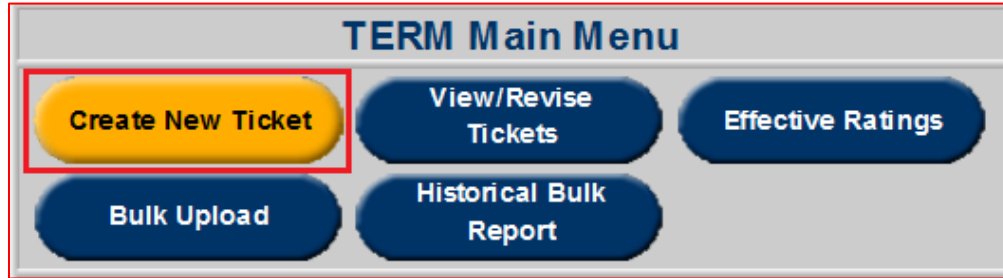 TERM Main Menu
Create New Ticket
View/Revise
Tickets
Effective Ratings
Bulk Upload
Historical Bulk
Report